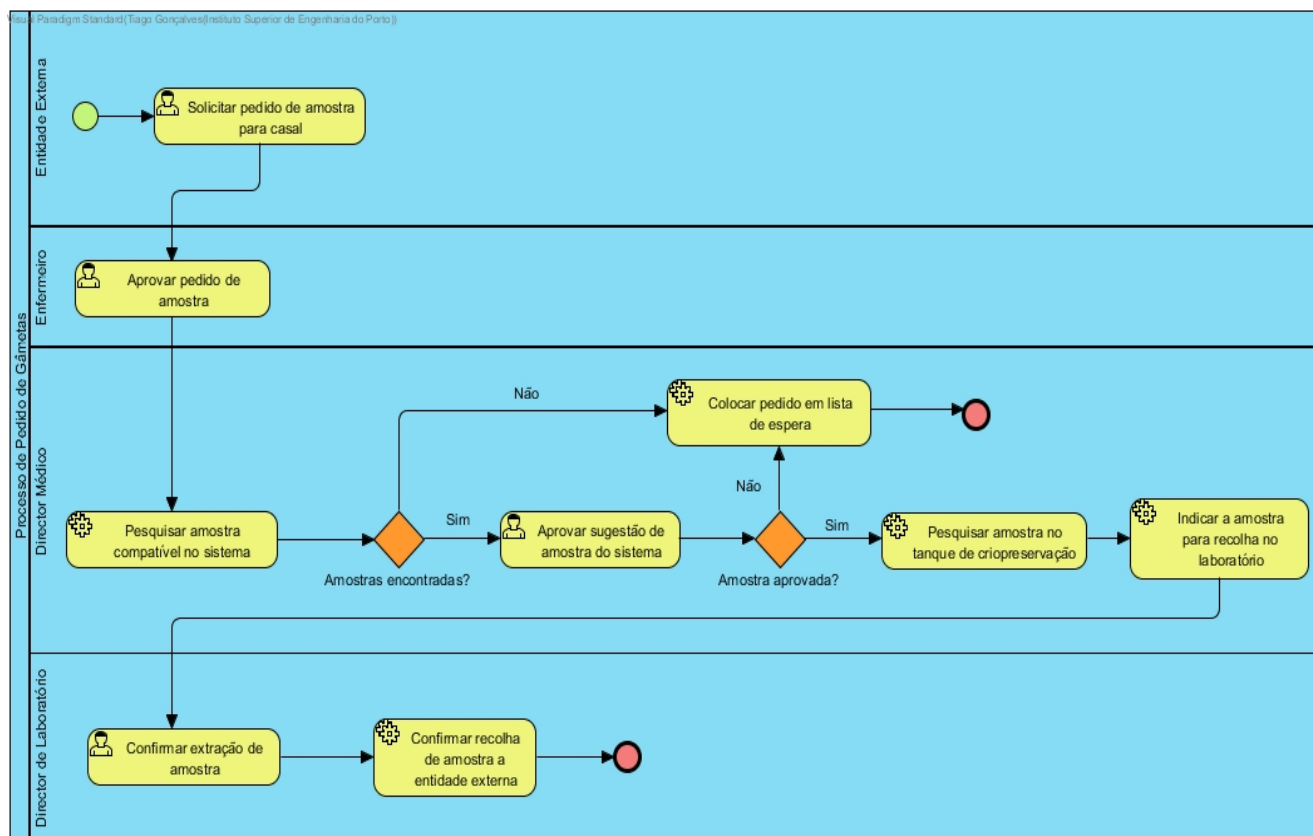 Visual Paradigm Standard(Tiago Gonçalves(Instituto Superior de Engenharia do Porto))
Processo de Pedido de Gâmetas
Entidade Externa
Solicitar pedido de amostra
para casal
Enfermeiro
Aprovar pedido de
amostra
Director Médico
Não
Colocar pedido em lista
de espera
Não
Pesquisar amostra
compatível no sistema
Amostras encontradas?
Sim
Aprovar sugestão de
amostra do sistema
Amostra aprovada?
Sim
Pesquisar amostra no
tanque de criopreservação
Indicar a amostra
para recolha no
laboratório
Director de Laboratório
Confirmar extração de
amostra
Confirmar recolha
de amostra a
entidade externa